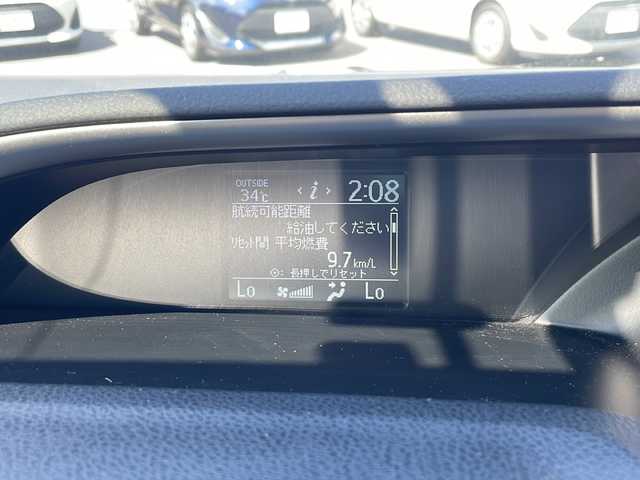 OUTSIDE
34℃
< i >
2:08
航続可能距離
給油してください
リセット間 平均燃費
9.7 km/L
⊙: 長押しでリセット
Lo
Lo